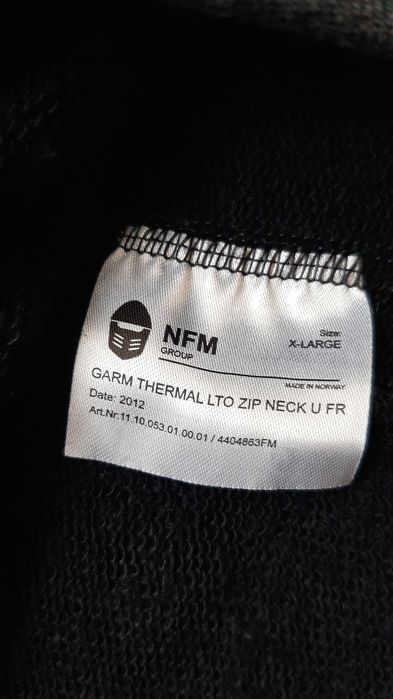 NFM
GROUP
Size:
X-LARGE
MADE IN NORWAY
GARM THERMAL LTO ZIP NECK U FR
Date: 2012
Art.Nr:11.10.053.01.00.01 / 4404863FM